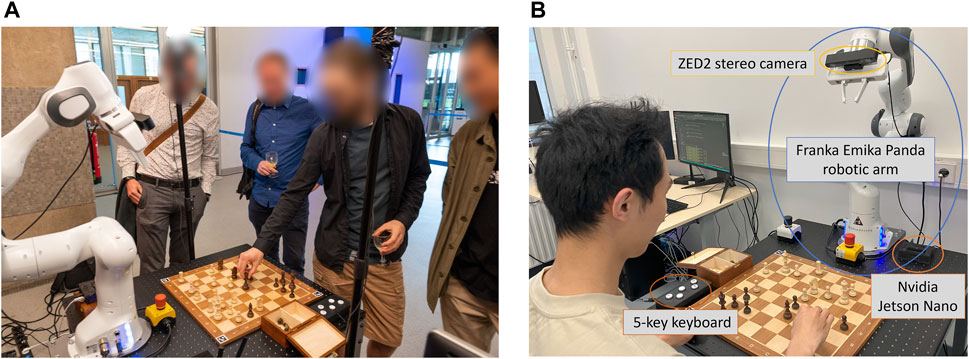 A
B
ZED2 stereo camera
Franka Emika Panda
robotic arm
Nvidia
Jetson Nano
5-key keyboard